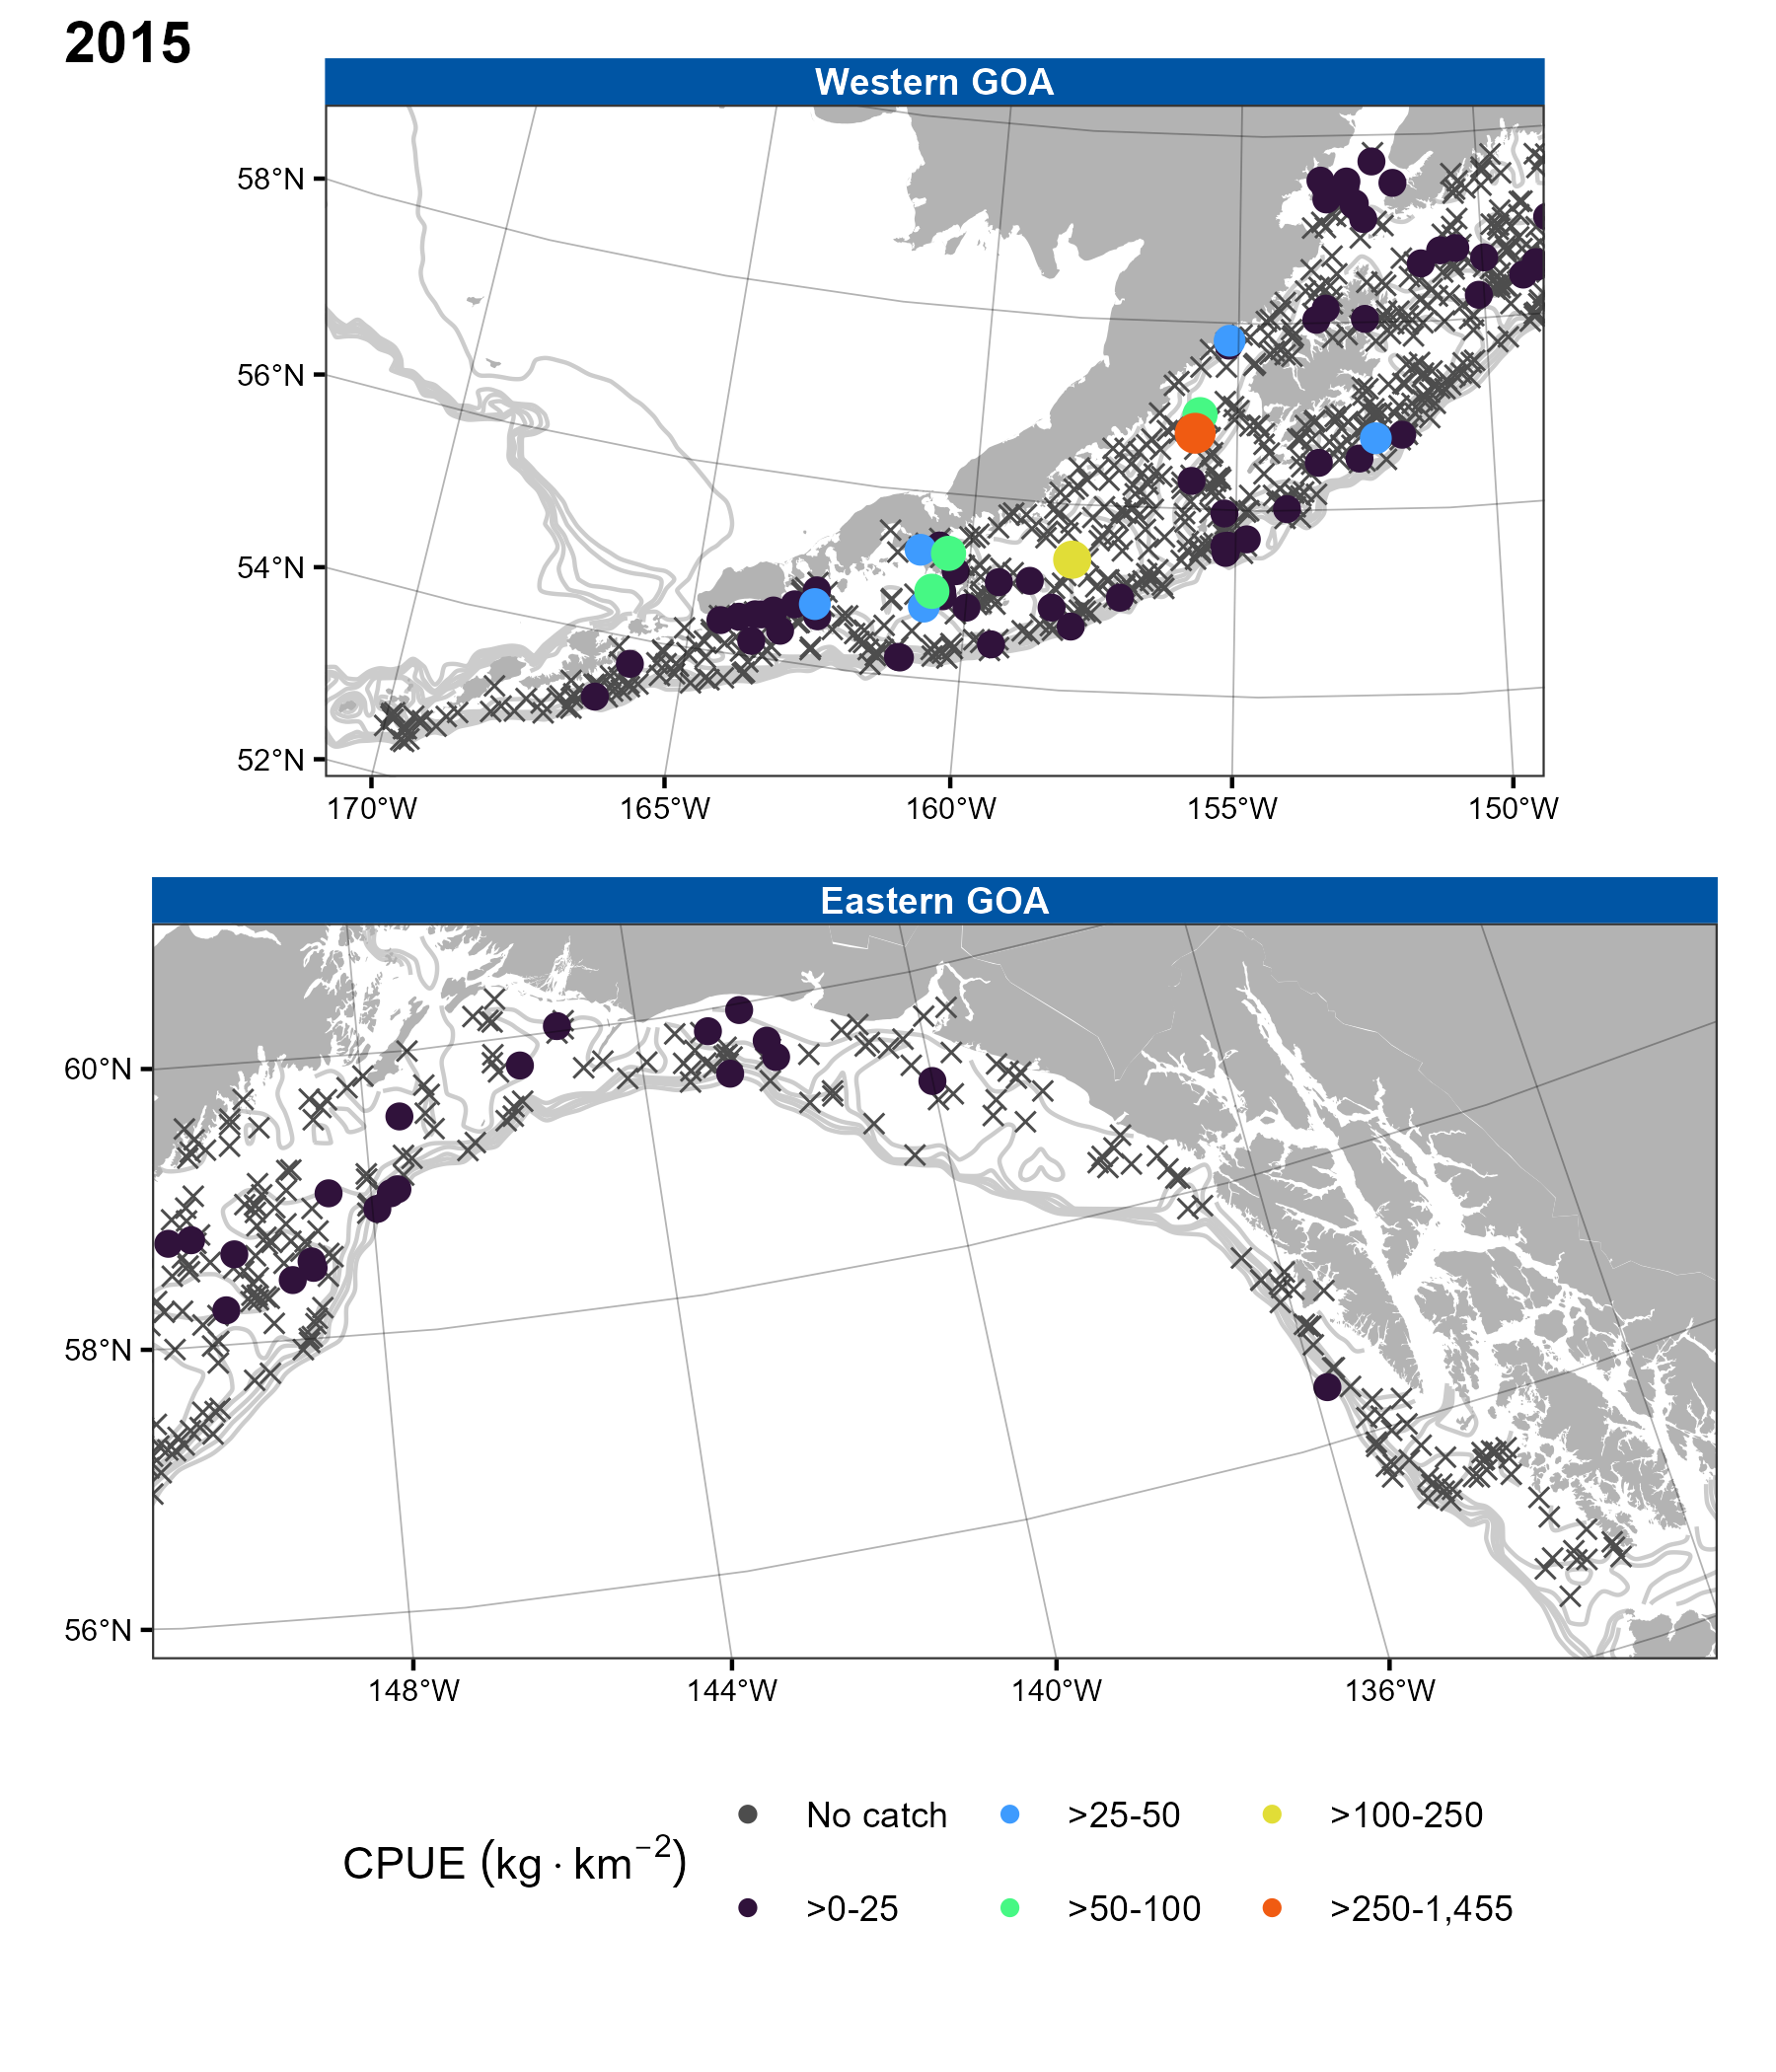 2015
Western GOA
58°N
56°N
54°N
52°N
170°W 165°W 160°W 155°W 150°W
Eastern GOA
60°N
58°N
56°N
148°W 144°W 140°W 136°W
CPUE (kg · km⁻²)
No catch >25-50 >100-250
>0-25 >50-100 >250-1,455